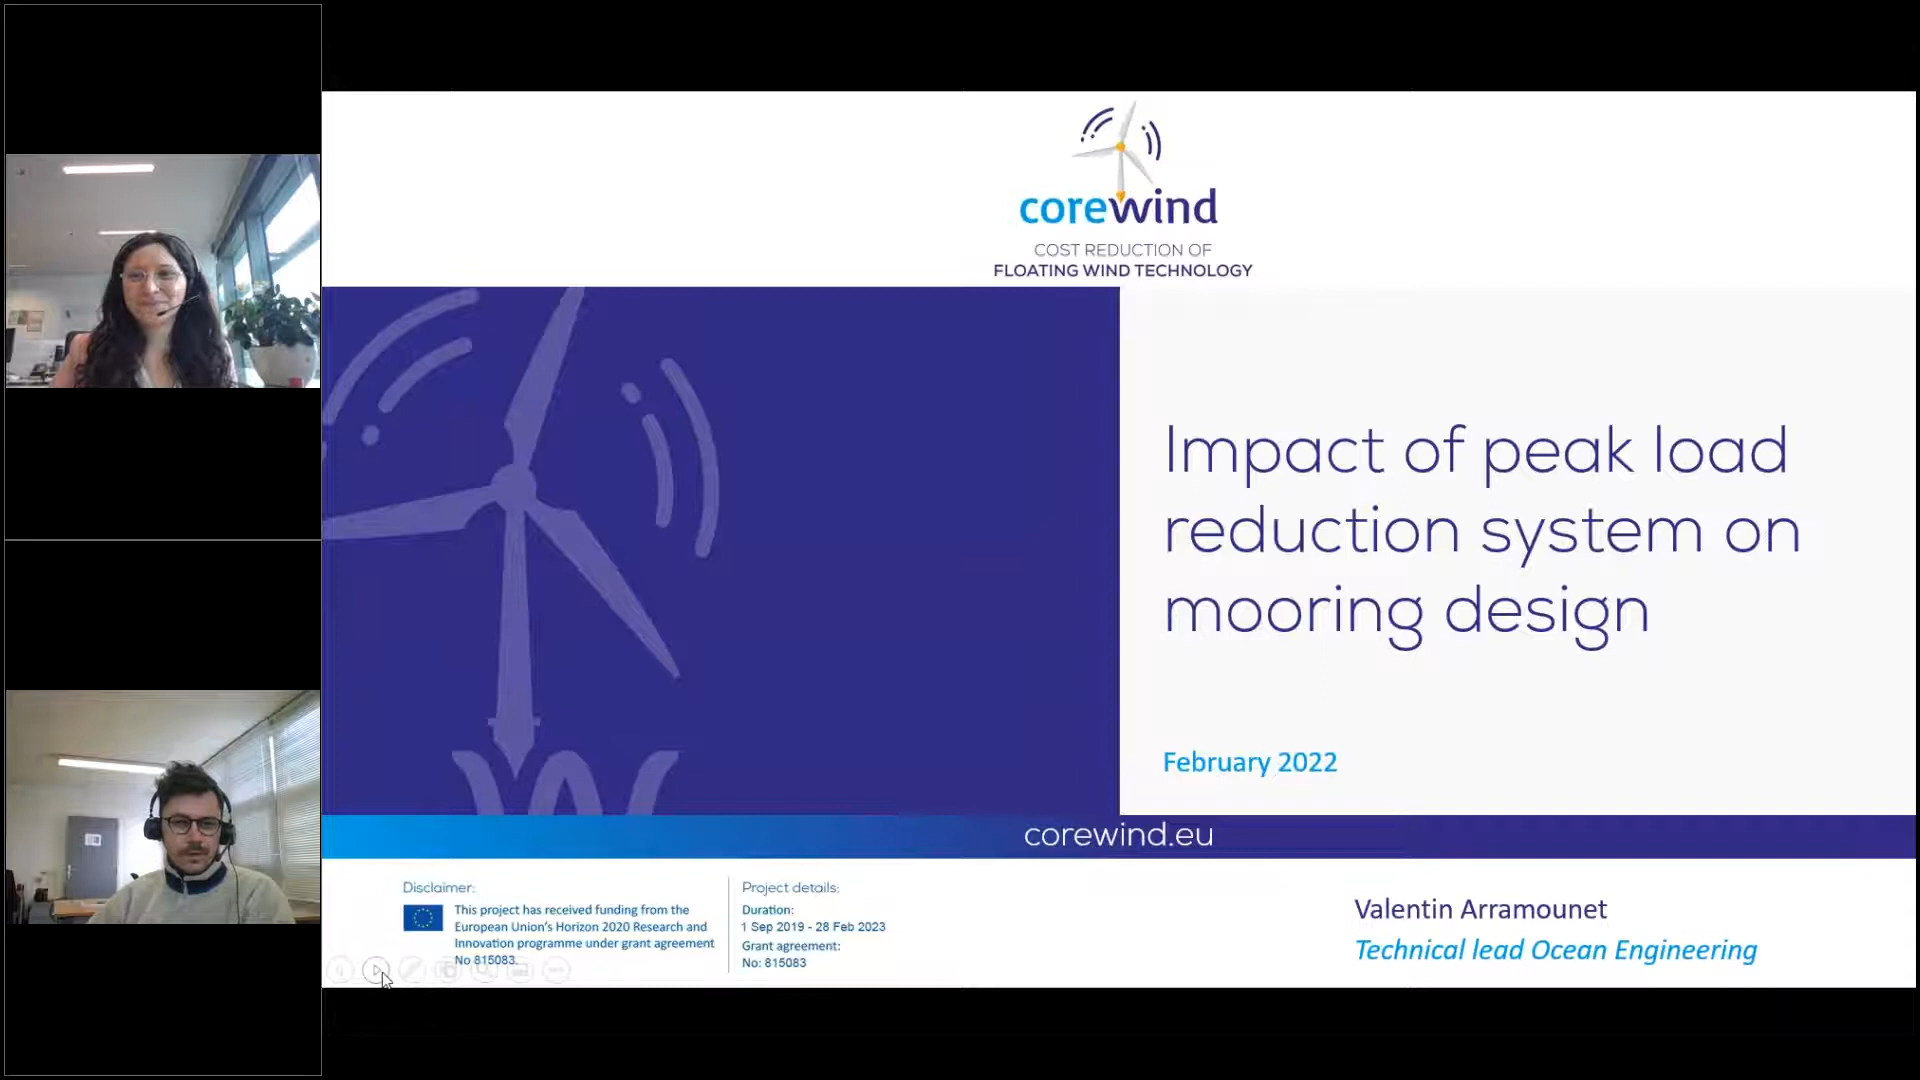 corewind
COST REDUCTION OF
FLOATING WIND TECHNOLOGY
Impact of peak load
reduction system on
mooring design
February 2022
corewind.eu
Disclaimer:
This project has received funding from the
European Union's Horizon 2020 Research and
Innovation programme under grant agreement
No 815083.
Project details:
Duration:
1 Sep 2019 - 28 Feb 2023
Grant agreement:
No: 815083
Valentin Arramounet
Technical lead Ocean Engineering